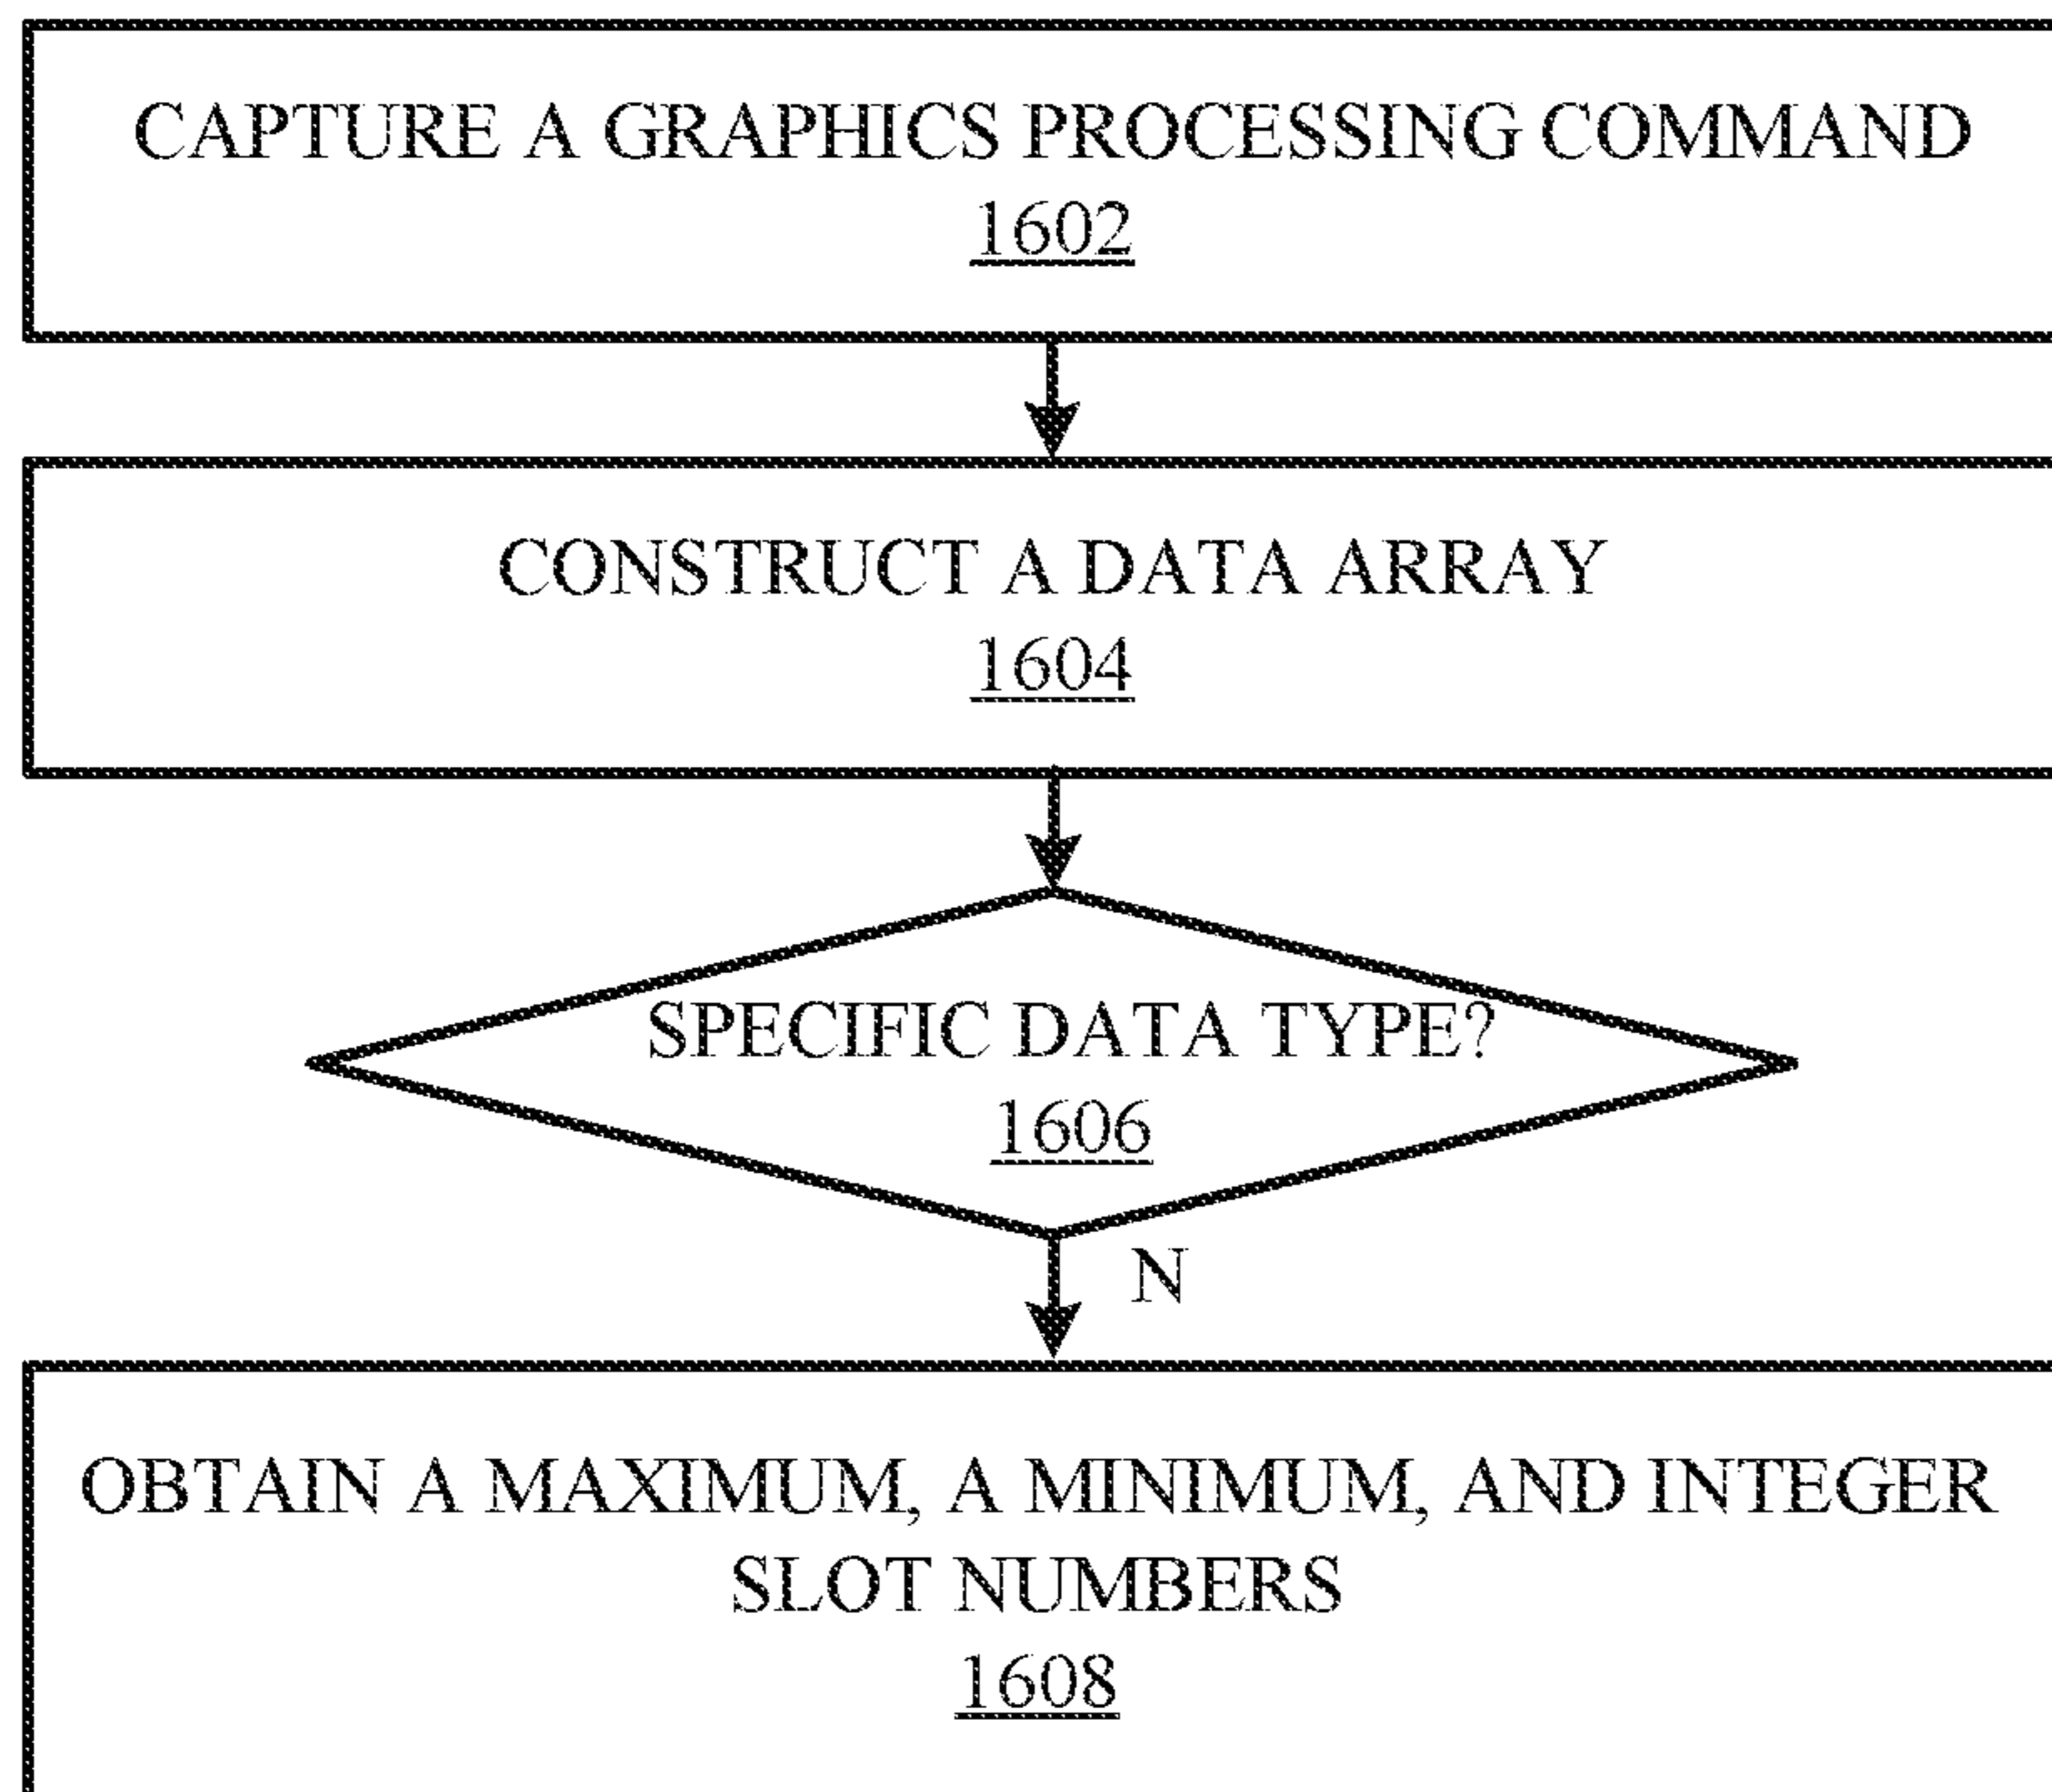 CAPTURE A GRAPHICS PROCESSING COMMAND
1602
CONSTRUCT A DATA ARRAY
1604
SPECIFIC DATA TYPE?
1606
N
OBTAIN A MAXIMUM, A MINIMUM, AND INTEGER
SLOT NUMBERS
1608